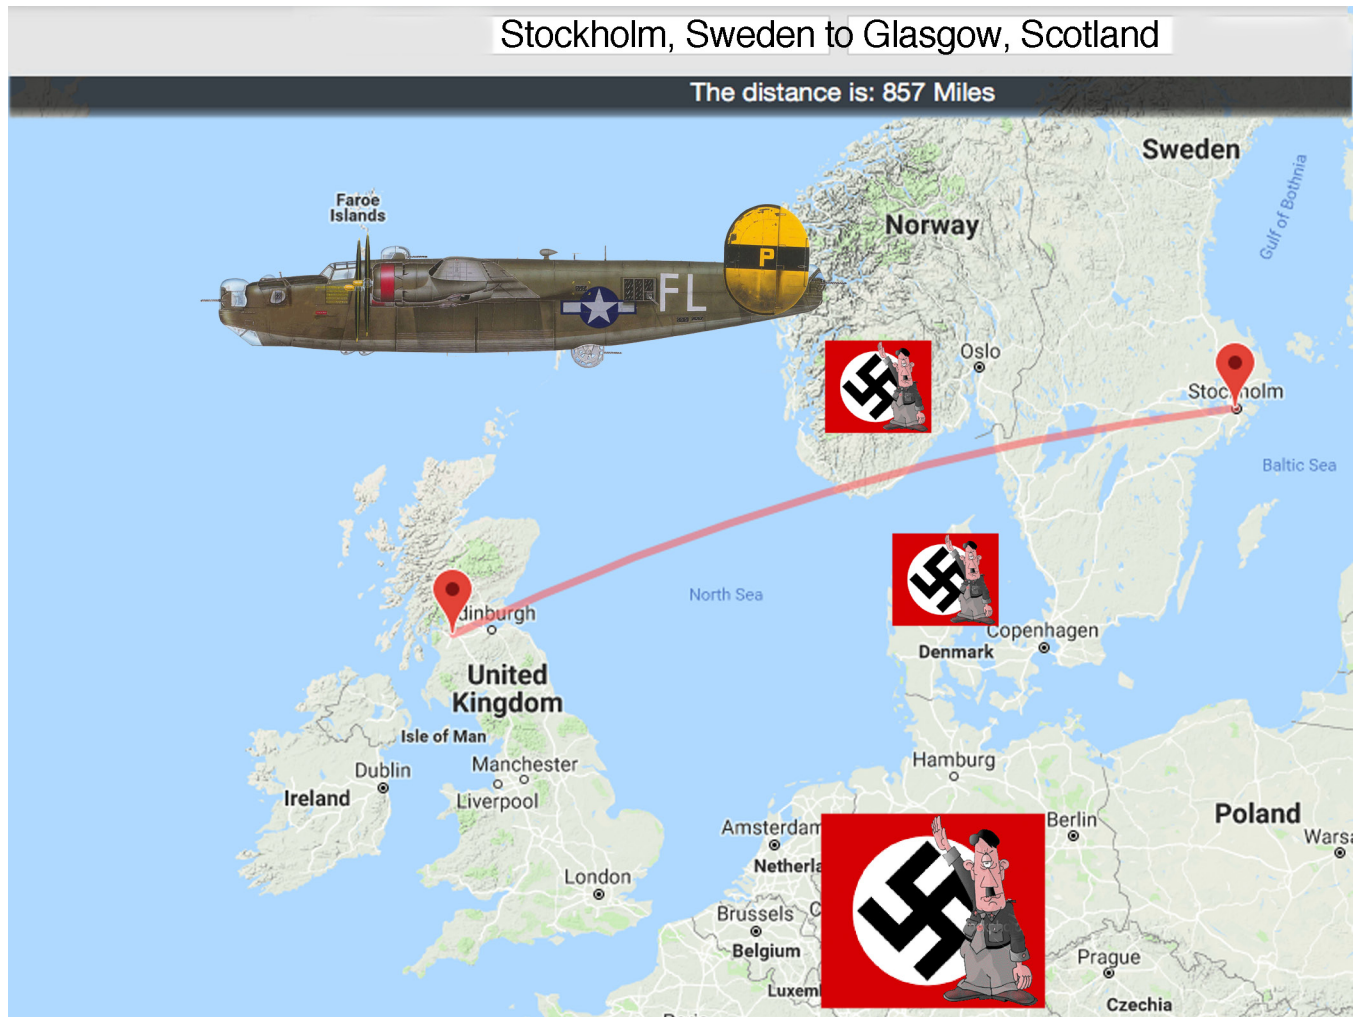 Stockholm, Sweden to Glasgow, Scotland
The distance is: 857 Miles
Sweden
Gulf of Bothnia
Faroe
Islands
Norway
P
FL
Oslo
Stockholm
Baltic Sea
North Sea
dinburgh
Copenhagen
Denmark
United
Kingdom
Isle of Man
Hamburg
Manchester
Dublin
Liverpool
Ireland
Poland
Amsterdam
Berlin
Warsa
Netherla
London
Brussels
C
Belgium
Prague
Luxem
Czechia